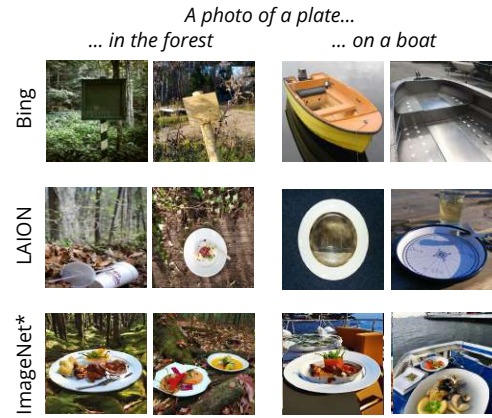 A photo of a plate...
... in the forest
... on a boat
Bing
LAION
ImageNet*